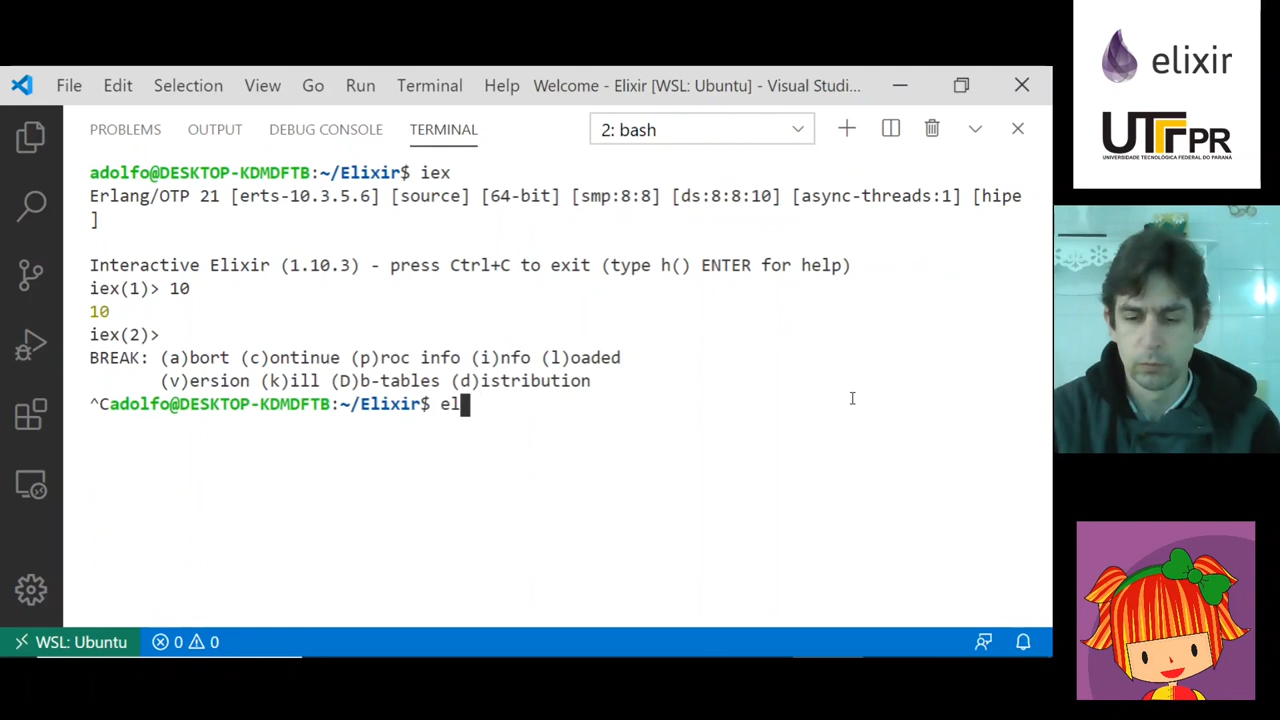 File Edit Selection View Go Run Terminal Help Welcome - Elixir [WSL: Ubuntu] - Visual Studi...
PROBLEMS OUTPUT DEBUG CONSOLE TERMINAL 2: bash
adolfo@DESKTOP-KDMDFTB:~/Elixir$ iex
Erlang/OTP 21 [erts-10.3.5.6] [source] [64-bit] [smp:8:8] [ds:8:8:10] [async-threads:1] [hipe
]
Interactive Elixir (1.10.3) - press Ctrl+C to exit (type h() ENTER for help)
iex(1)> 10
10
iex(2)>
BREAK: (a)bort (c)ontinue (p)roc info (i)nfo (l)oaded
(v)ersion (k)ill (D)b-tables (d)istribution
^Cadolfo@DESKTOP-KDMDFTB:~/Elixir$ el
WSL: Ubuntu 0 0
elixir
UTFPR
UNIVERSIDADE TECNOLÓGICA FEDERAL DO PARANÁ